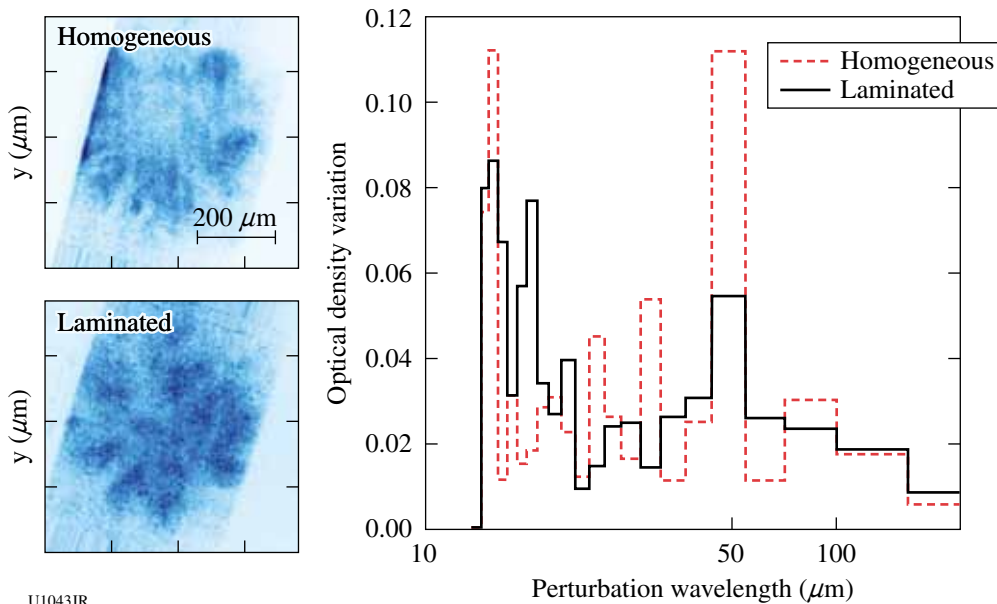 Homogeneous
y (μm)
200 μm
Laminated
y (μm)
U1043JR
Optical density variation
0.12
0.10
0.08
0.06
0.04
0.02
0.00
10
50
100
Perturbation wavelength (μm)
Homogeneous
Laminated